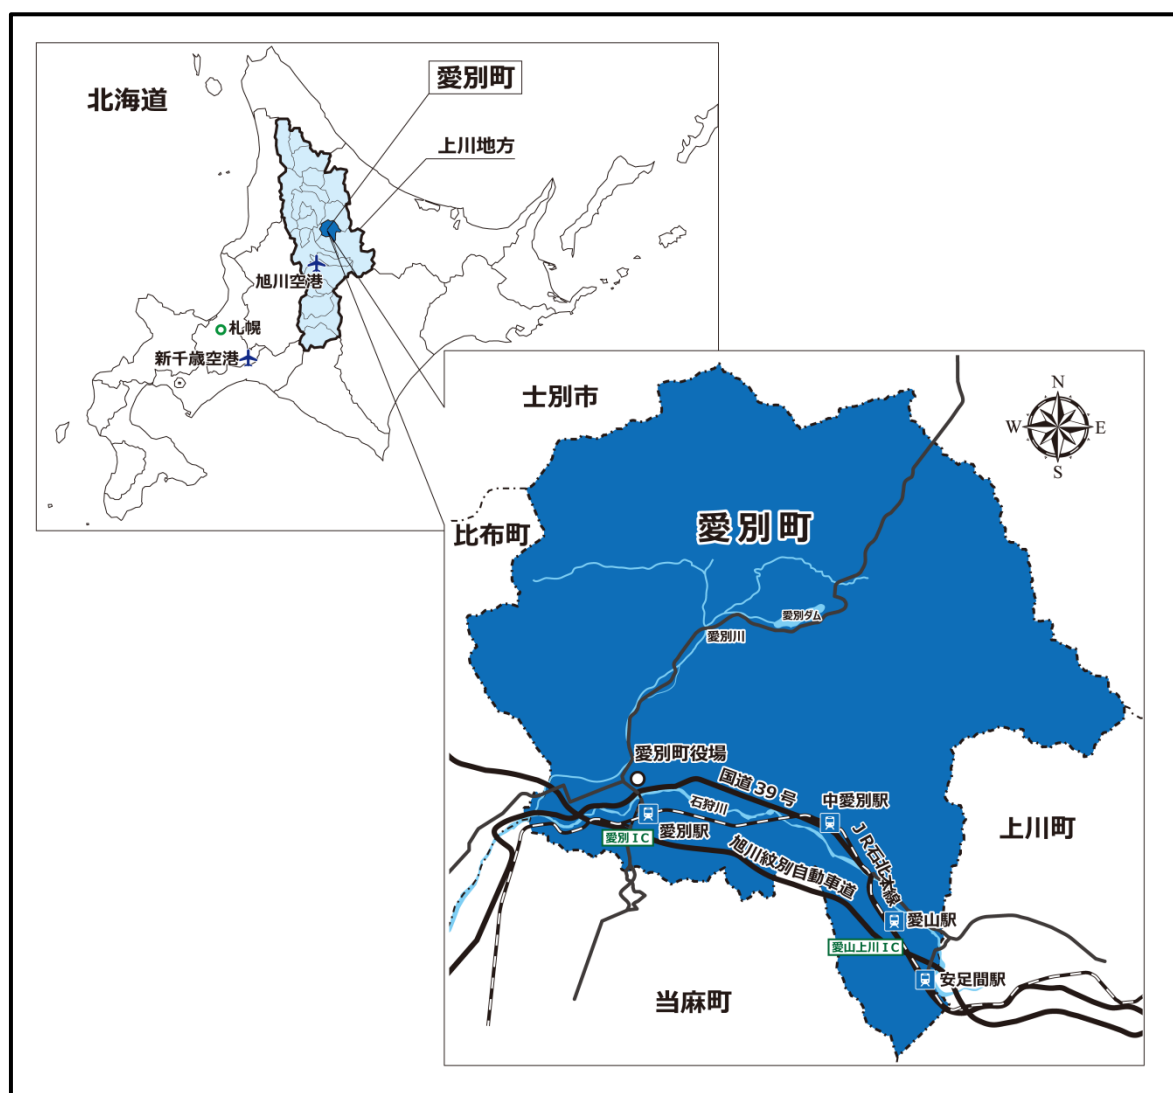 北海道
愛別町
上川地方
旭川空港
札幌
新千歳空港
士別市
N
W
E
S
比布町
愛別町
愛別ダム
愛別川
愛別町役場
国道39号
石狩川
中愛別駅
愛別駅
愛別IC
JR石北本線
旭川紋別自動車道
上川町
愛山駅
愛山上川IC
安足間駅
当麻町